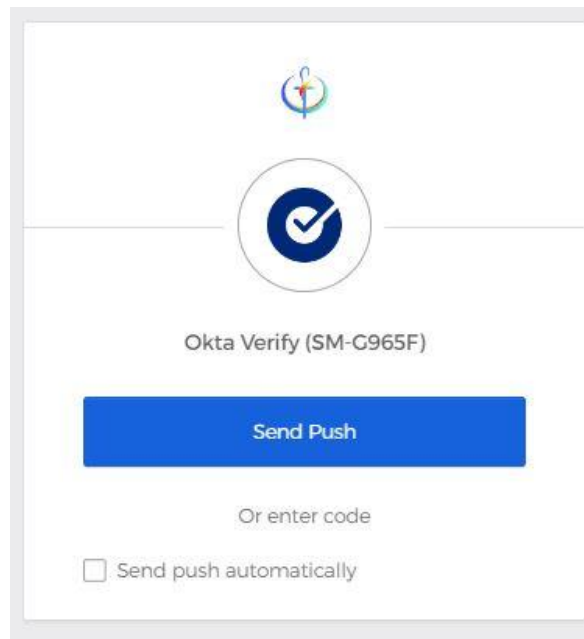 Okta Verify (SM-G965F)
Send Push
Or enter code
Send push automatically